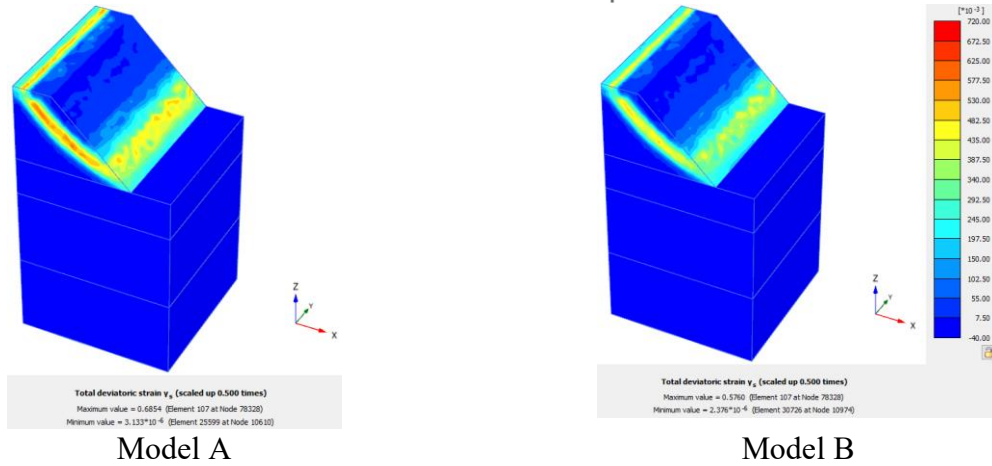 [*10 -3]
720.00
672.50
625.00
577.50
530.00
482.50
435.00
387.50
340.00
292.50
245.00
197.50
150.00
102.50
55.00
7.50
-40.00
Z
Y
X
Z
Y
X
Total deviatoric strain γs (scaled up 0.500 times)
Maximum value = 0.6854 (Element 107 at Node 78328)
Minimum value = 3.133*10 -6 (Element 25599 at Node 10610)
Total deviatoric strain γs (scaled up 0.500 times)
Maximum value = 0.5760 (Element 107 at Node 78328)
Minimum value = 2.376*10 -6 (Element 30726 at Node 10974)
Model A
Model B